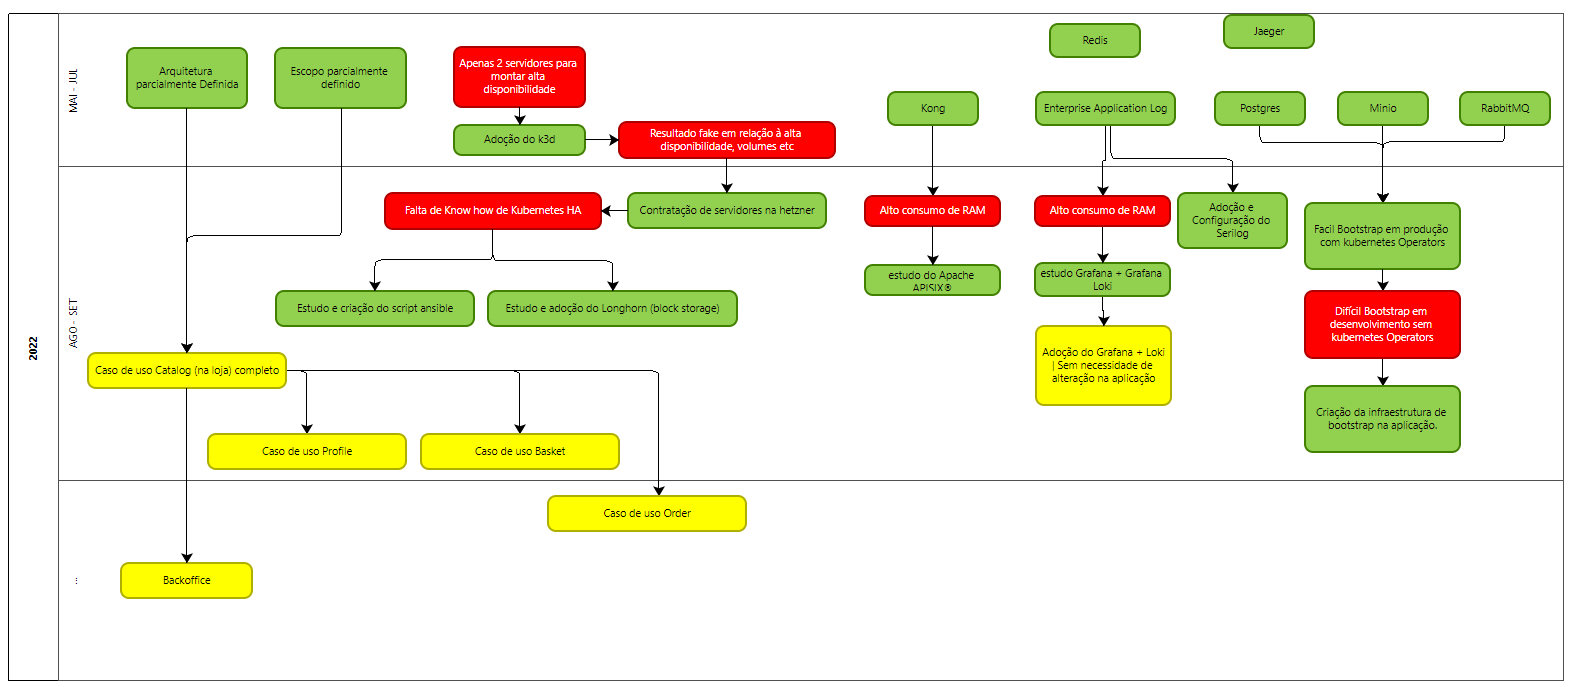 2022
MAI - JUL
Arquitetura
parcialmente Definida
Escopo parcialmente
definido
Apenas 2 servidores para
montar alta
disponibilidade
Adoção do k3d
Resultado fake em relação à alta
disponibilidade, volumes etc
Kong
Redis
Enterprise Application Log
Jaeger
Postgres
Minio
RabbitMQ
AGO - SET
Falta de Know how de Kubernetes HA
Contratação de servidores na hetzner
Estudo e criação do script ansible
Estudo e adoção do Longhorn (block storage)
Alto consumo de RAM
estudo do Apache
APISIX®
Alto consumo de RAM
estudo Grafana + Grafana
Loki
Adoção do Grafana + Loki
| Sem necessidade de
alteração na aplicação
Adoção e
Configuração do
Serilog
Facil Bootstrap em produção
com kubernetes Operators
Difícil Bootstrap em
desenvolvimento sem
kubernetes Operators
Criação da infraestrutura de
bootstrap na aplicação.
Caso de uso Catalog (na loja) completo
Caso de uso Profile
Caso de uso Basket
...
Caso de uso Order
Backoffice